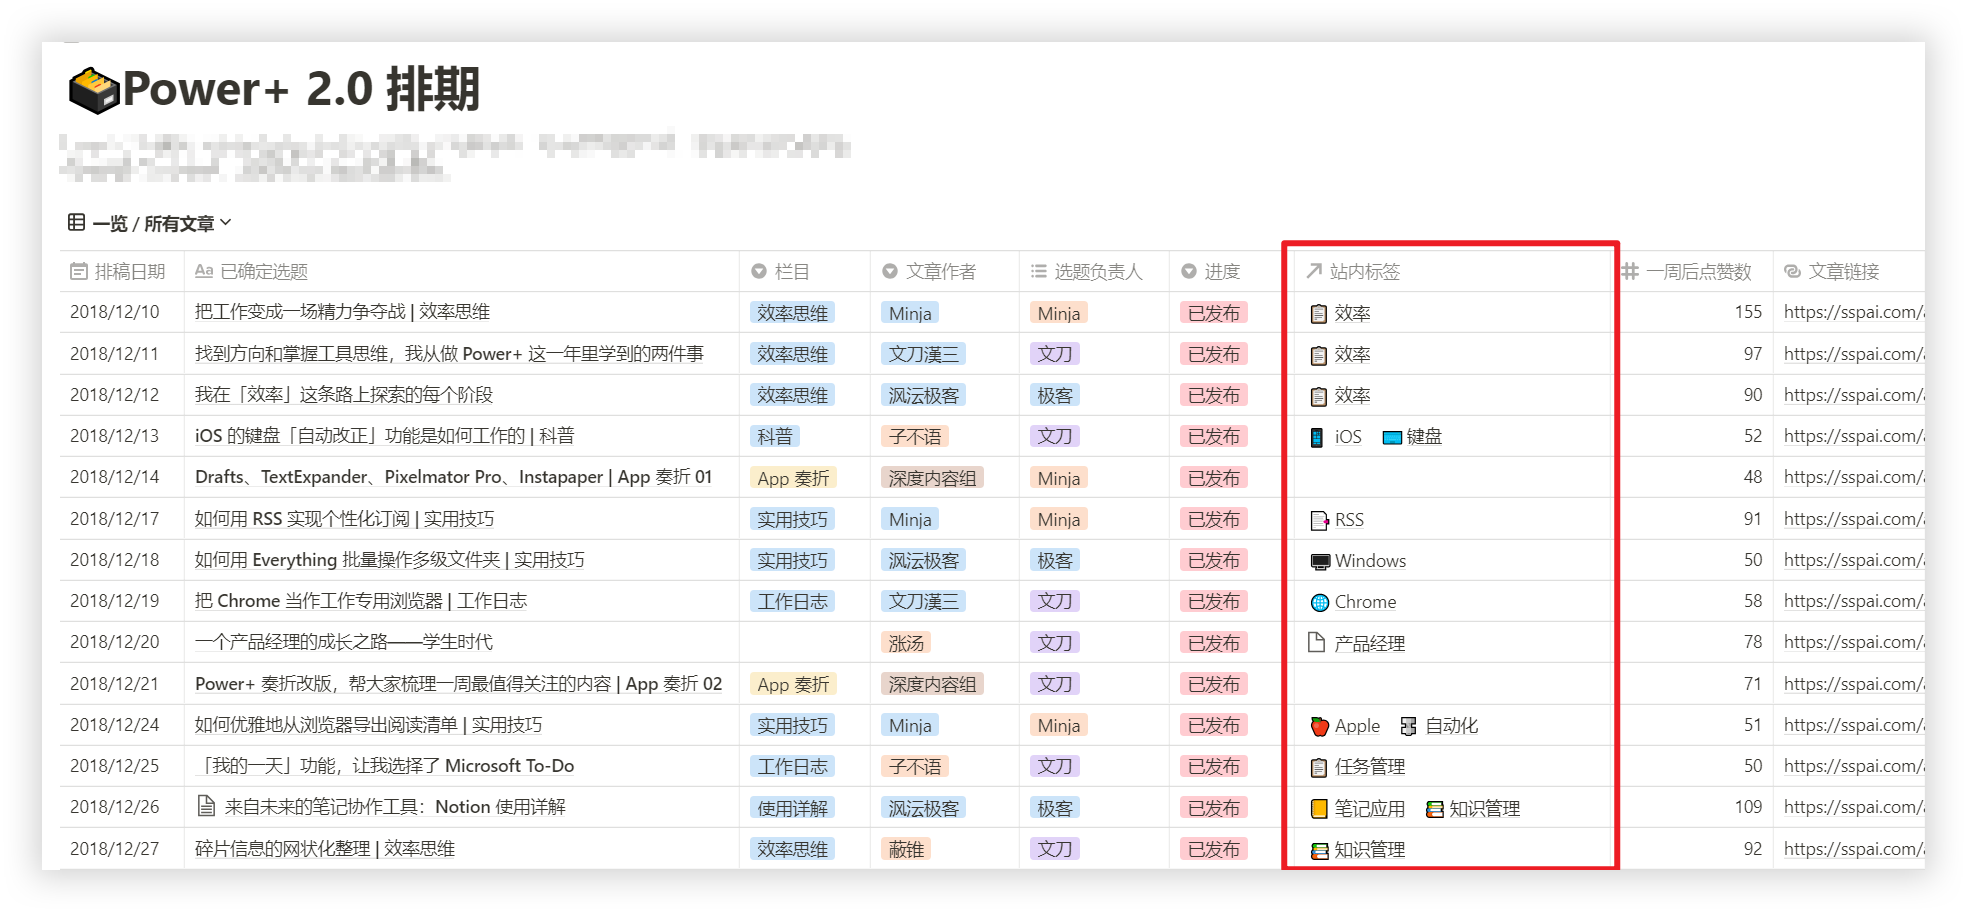 Power+ 2.0 排期
一览 / 所有文章
排稿日期 Aa 已确定选题 栏目 文章作者 选题负责人 进度 站内标签 一周后点赞数 文章链接
2018/12/10 把工作变成一场精力争夺战 | 效率思维 效率思维 Minja Minja 已发布 效率 155 https://sspai.com/
2018/12/11 找到方向和掌握工具思维，我从做 Power+ 这一年里学到的两件事 效率思维 文刀漢三 文刀 已发布 效率 97 https://sspai.com/
2018/12/12 我在「效率」这条路上探索的每个阶段 效率思维 沨沄极客 极客 已发布 效率 90 https://sspai.com/
2018/12/13 iOS 的键盘「自动改正」功能是如何工作的 | 科普 科普 子不语 文刀 已发布 iOS 键盘 52 https://sspai.com/
2018/12/14 Drafts、TextExpander、Pixelmator Pro、Instapaper | App 奏折 01 App 奏折 深度内容组 Minja 已发布 48 https://sspai.com/
2018/12/17 如何用 RSS 实现个性化订阅 | 实用技巧 实用技巧 Minja Minja 已发布 RSS 91 https://sspai.com/
2018/12/18 如何用 Everything 批量操作多级文件夹 | 实用技巧 实用技巧 沨沄极客 极客 已发布 Windows 50 https://sspai.com/
2018/12/19 把 Chrome 当作工作专用浏览器 | 工作日志 工作日志 文刀漢三 文刀 已发布 Chrome 58 https://sspai.com/
2018/12/20 一个产品经理的成长之路——学生时代 涨汤 文刀 已发布 产品经理 78 https://sspai.com/
2018/12/21 Power+ 奏折改版，帮大家梳理一周最值得关注的内容 | App 奏折 02 App 奏折 深度内容组 文刀 已发布 71 https://sspai.com/
2018/12/24 如何优雅地从浏览器导出阅读清单 | 实用技巧 实用技巧 Minja Minja 已发布 Apple 自动化 51 https://sspai.com/
2018/12/25 「我的一天」功能，让我选择了 Microsoft To-Do 工作日志 子不语 文刀 已发布 任务管理 50 https://sspai.com/
2018/12/26 来自未来的笔记协作工具：Notion 使用详解 使用详解 沨沄极客 极客 已发布 笔记应用 知识管理 109 https://sspai.com/
2018/12/27 碎片信息的网状化整理 | 效率思维 效率思维 蔽锥 文刀 已发布 知识管理 92 https://sspai.com/